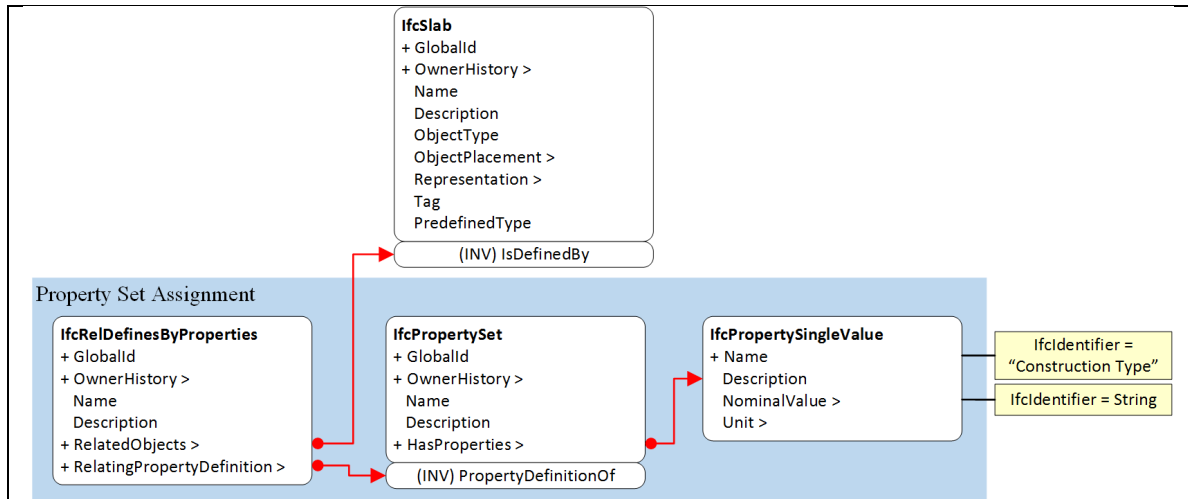 IfcSlab
+ GlobalId
+ OwnerHistory >
Name
Description
ObjectType
ObjectPlacement >
Representation >
Tag
PredefinedType
(INV) IsDefinedBy
Property Set Assignment
IfcRelDefinesByProperties
+ GlobalId
+ OwnerHistory >
Name
Description
+ RelatedObjects >
+ RelatingPropertyDefinition >
IfcPropertySet
+ GlobalId
+ OwnerHistory >
Name
Description
+ HasProperties >
(INV) PropertyDefinitionOf
IfcPropertySingleValue
+ Name
Description
NominalValue >
Unit >
IfcIdentifier =
“Construction Type”
IfcIdentifier = String